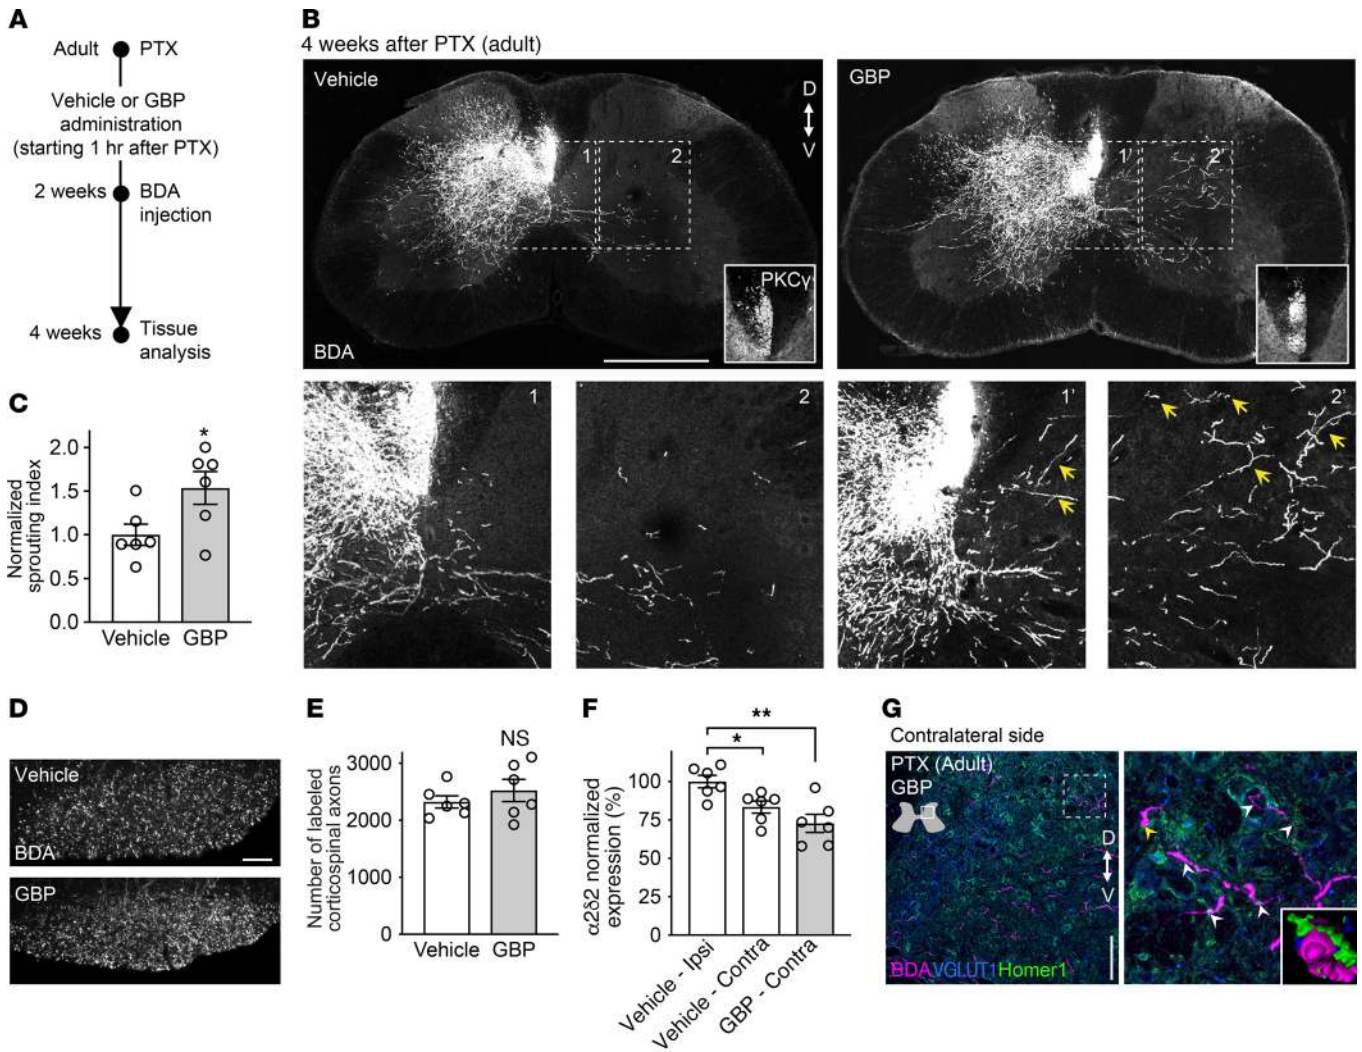 A
Adult PTX
Vehicle or GBP
administration
(starting 1 hr after PTX)
2 weeks BDA
injection
4 weeks Tissue
analysis
B
4 weeks after PTX (adult)
Vehicle
D
V
1
2
PKCγ
BDA
GBP
1'
2'
1
2
1'
2'
C
Normalized
sprouting index
2.0
1.5
1.0
0.5
0.0
*
Vehicle GBP
D
Vehicle
BDA
GBP
E
Number of labeled
corticospinal axons
3000
2000
1000
0
NS
Vehicle GBP
F
α2δ2 normalized
expression (%)
100
75
50
25
0
**
*
Vehicle - Ipsi
Vehicle - Contra
GBP - Contra
G
Contralateral side
PTX (Adult)
GBP
D
V
BDAVGLUT1Homer1